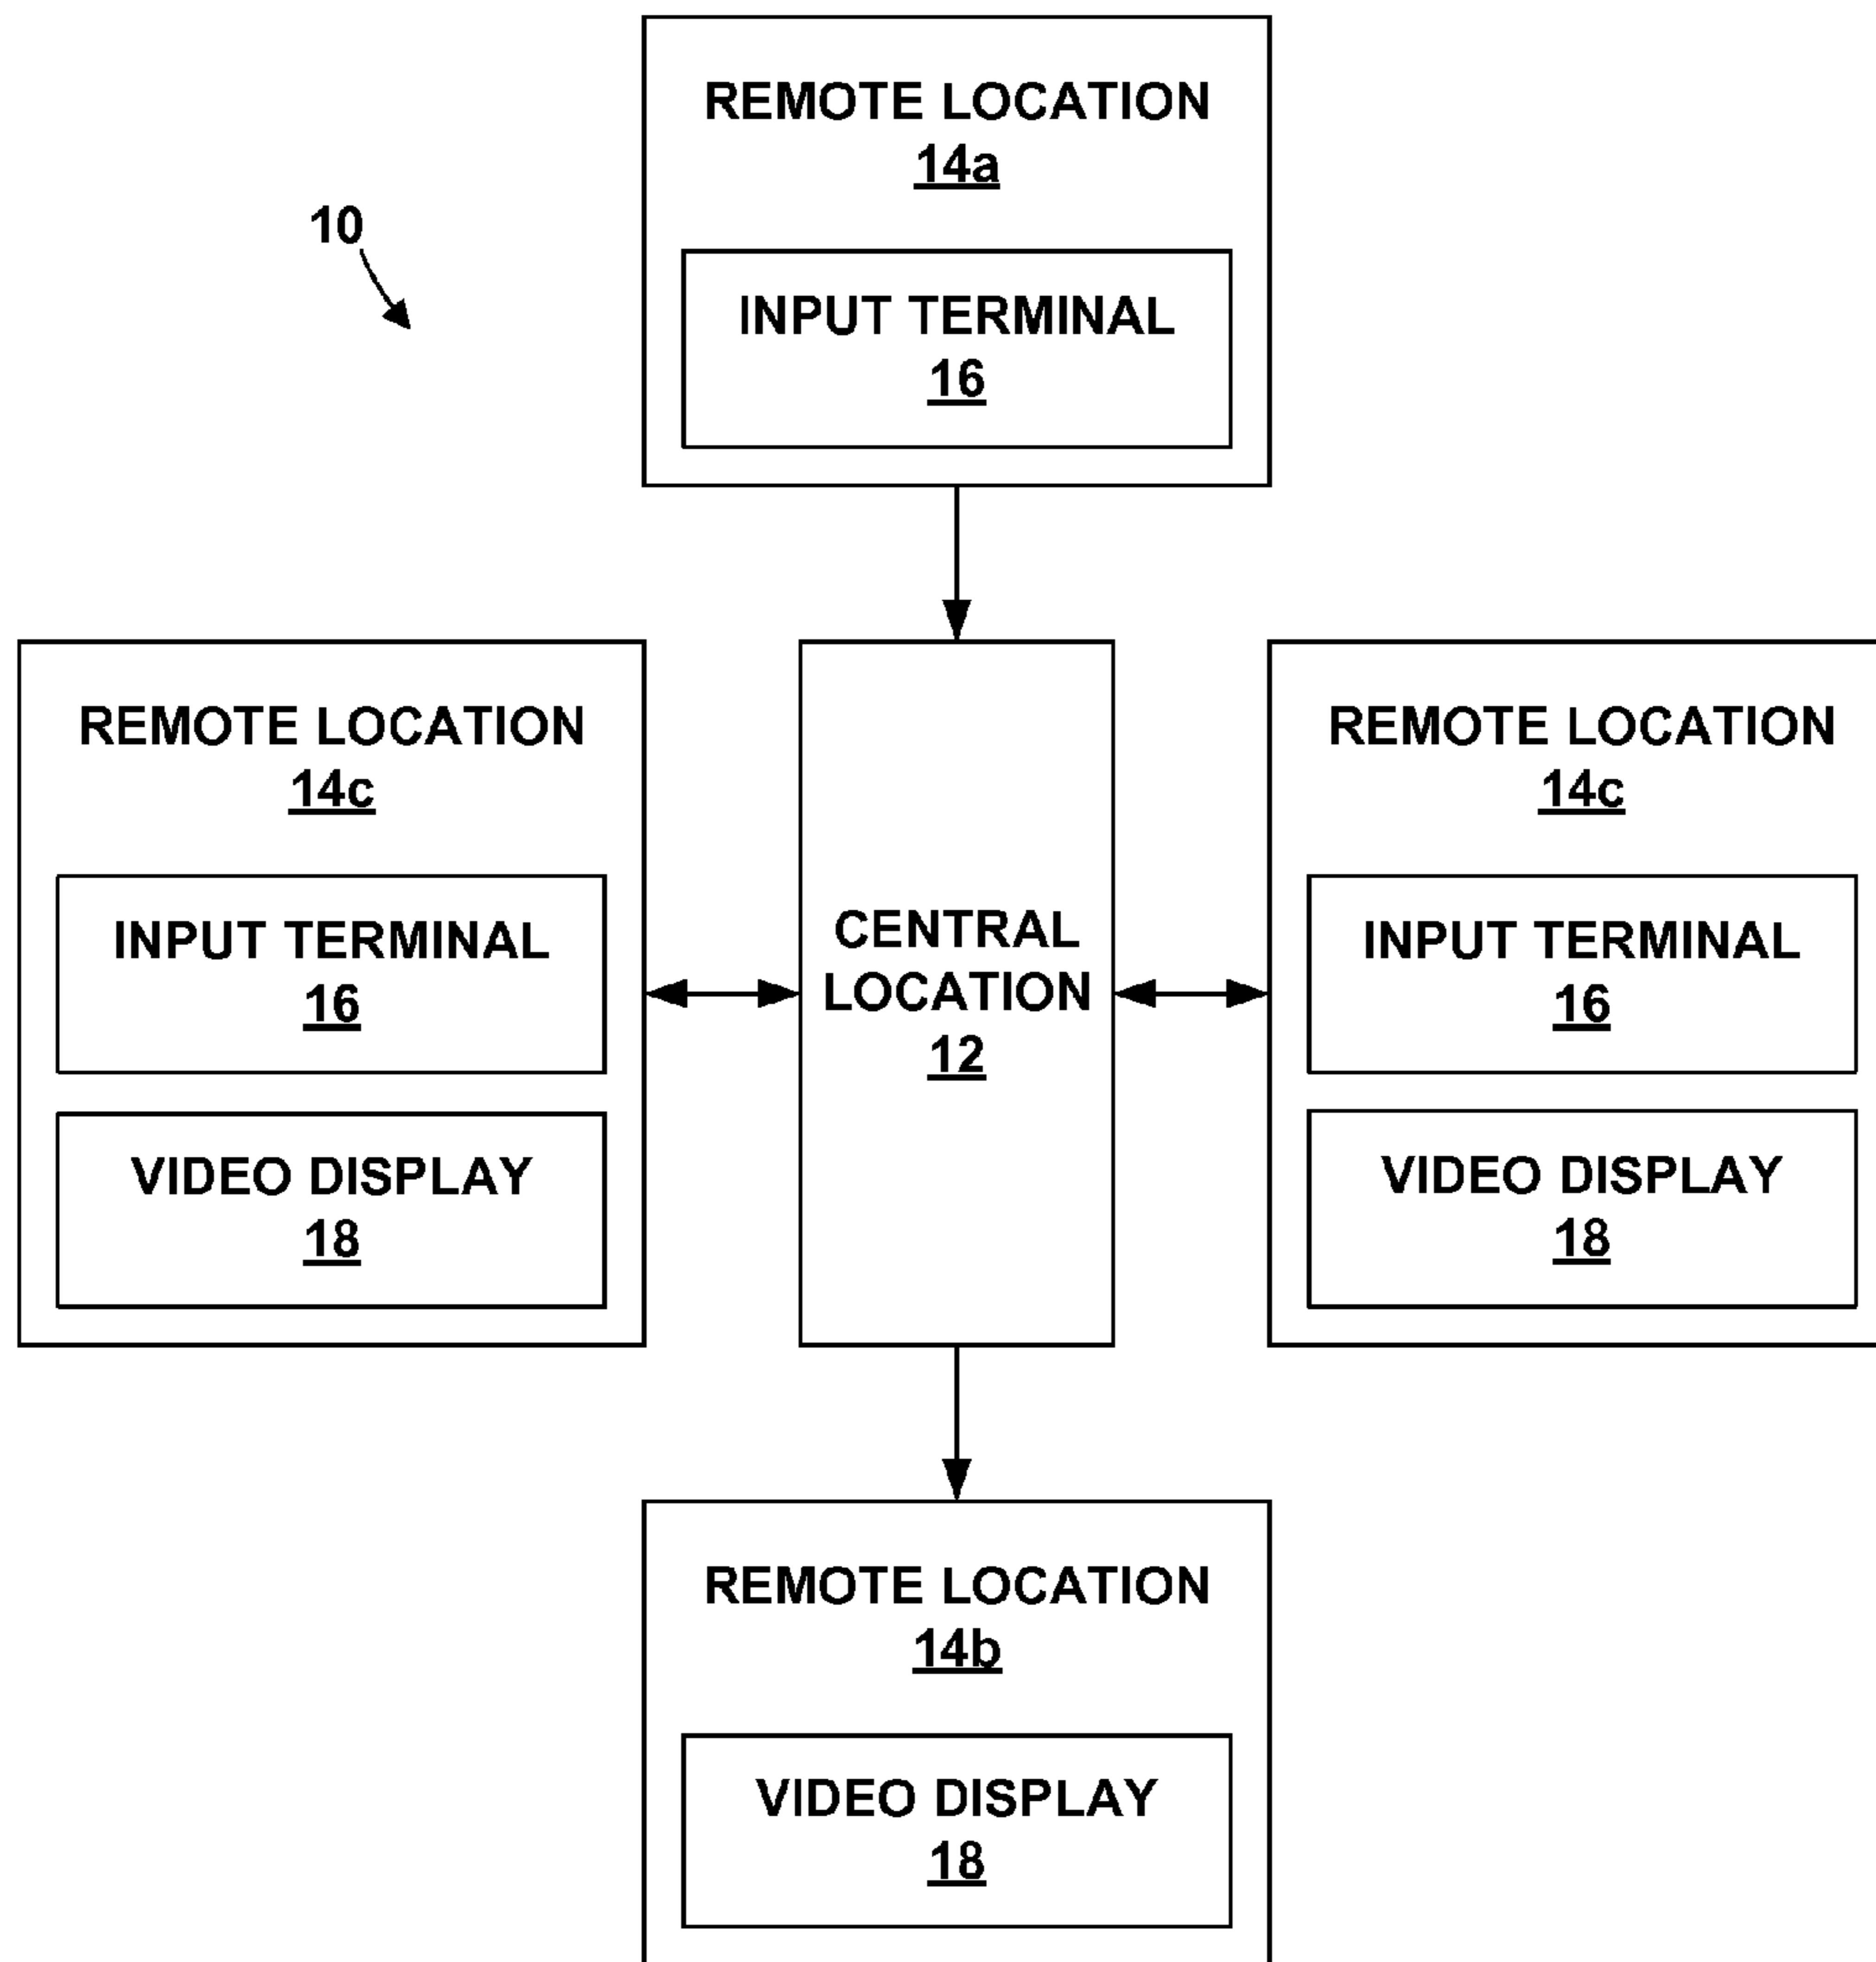 REMOTE LOCATION
14a
10
INPUT TERMINAL
16
REMOTE LOCATION
14c
INPUT TERMINAL
16
VIDEO DISPLAY
18
CENTRAL
LOCATION
12
REMOTE LOCATION
14c
INPUT TERMINAL
16
VIDEO DISPLAY
18
REMOTE LOCATION
14b
VIDEO DISPLAY
18